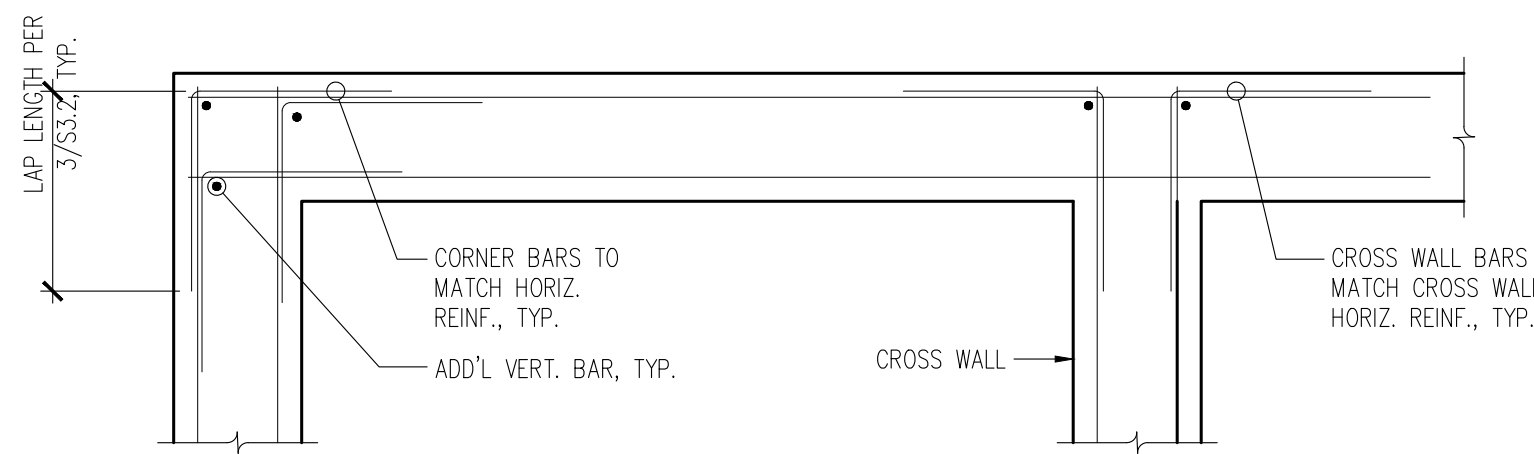 LAP LENGTH PER
3/S3.2, TYP.
CORNER BARS TO
MATCH HORIZ.
REINF., TYP.
ADD'L VERT. BAR, TYP.
CROSS WALL
CROSS WALL BARS
MATCH CROSS WALL
HORIZ. REINF., TYP.